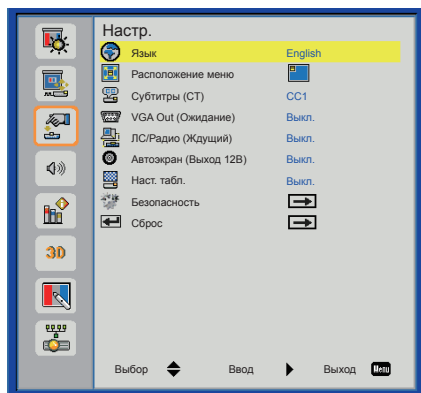 Настр.
Язык English
Расположение меню
Субтитры (СТ) CC1
VGA Out (Ожидание) Выкл.
ЛС/Радио (Ждущий) Выкл.
Автоэкран (Выход 12В) Выкл.
Наст. табл. Выкл.
Безопасность
Сброс
3D
Выбор Ввод Выход Menu